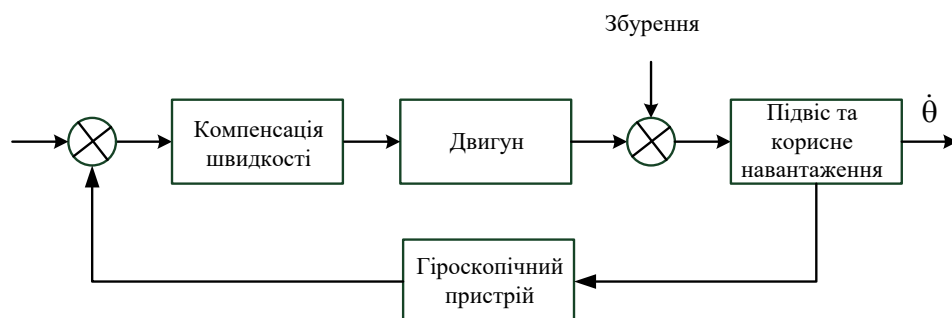 Збурення
Компенсація
швидкості
Двигун
Підвіс та
корисне
навантаження
θ̇
Гіроскопічний
пристрій